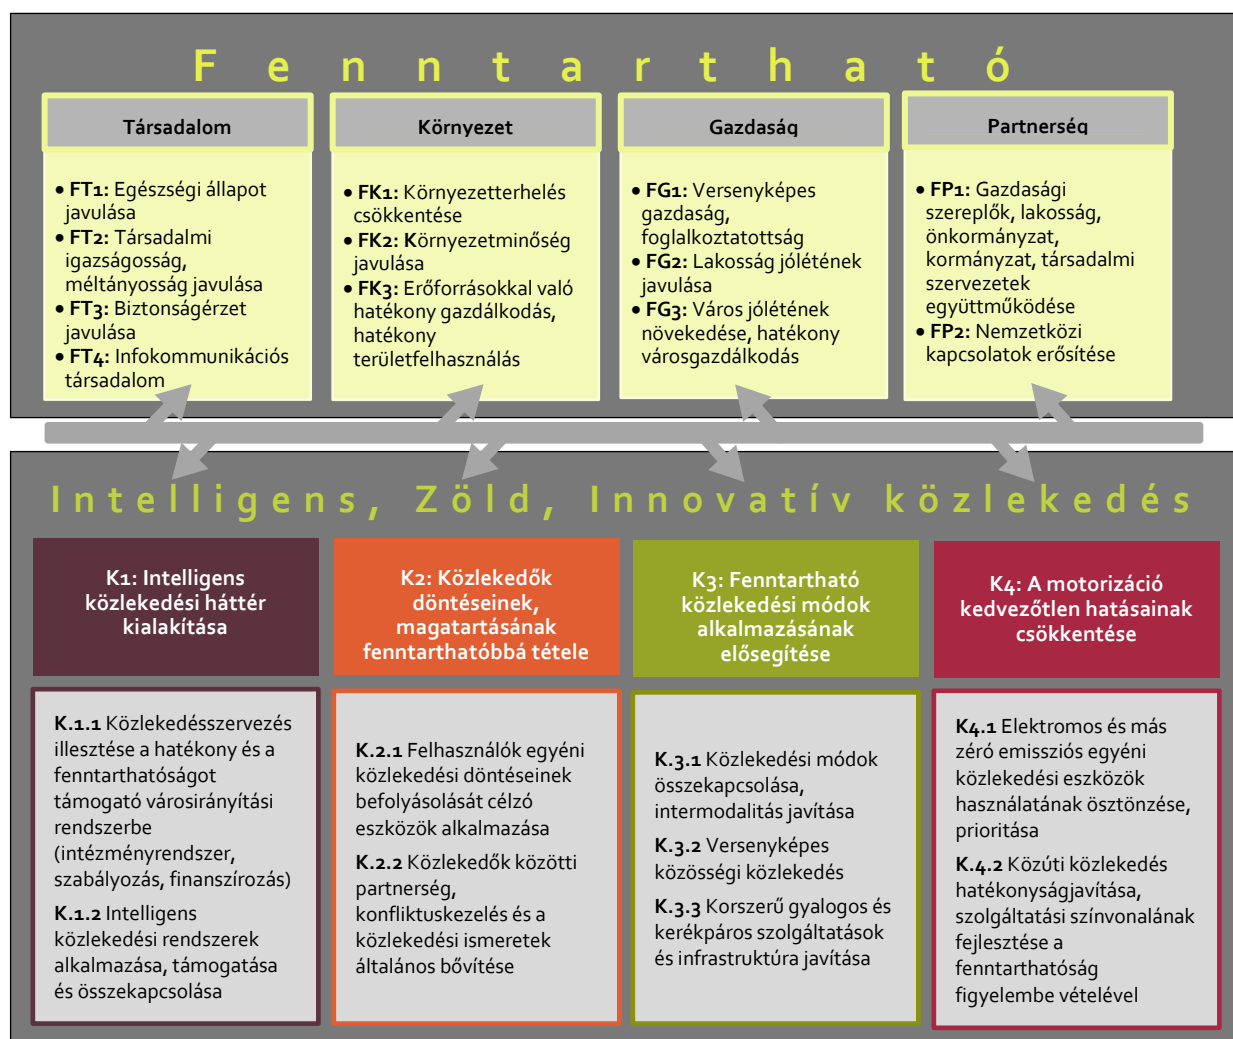 Fenntartható
Társadalom
• FT1: Egészségi állapot
javulása
• FT2: Társadalmi
igazságosság,
méltányosság javulása
• FT3: Biztonságérzet
javulása
• FT4: Infokommunikációs
társadalom
Környezet
• FK1: Környezetterhelés
csökkentése
• FK2: Környezetminőség
javulása
• FK3: Erőforrásokkal való
hatékony gazdálkodás,
hatékony
területfelhasználás
Gazdaság
• FG1: Versenyképes
gazdaság,
foglalkoztatottság
• FG2: Lakosság jólétének
javulása
• FG3: Város jólétének
növekedése, hatékony
városgazdálkodás
Partnerség
• FP1: Gazdasági
szereplők, lakosság,
önkormányzat,
kormányzat, társadalmi
szervezetek
együttműködése
• FP2: Nemzetközi
kapcsolatok erősítése
Intelligens, Zöld, Innovatív közlekedés
K1: Intelligens
közlekedési háttér
kialakítása
K.1.1 Közlekedésszervezés
illesztése a hatékony és a
fenntarthatóságot
támogató városirányítási
rendszerbe
(intézményrendszer,
szabályozás, finanszírozás)
K.1.2 Intelligens
közlekedési rendszerek
alkalmazása, támogatása
és összekapcsolása
K2: Közlekedők
döntéseinek,
magatartásának
fenntarthatóbbá tétele
K.2.1 Felhasználók egyéni
közlekedési döntéseinek
befolyásolását célzó
eszközök alkalmazása
K.2.2 Közlekedők közötti
partnerség,
konfliktuskezelés és a
közlekedési ismeretek
általános bővítése
K3: Fenntartható
közlekedési módok
alkalmazásának
elősegítése
K.3.1 Közlekedési módok
összekapcsolása,
intermodalitás javítása
K.3.2 Versenyképes
közösségi közlekedés
K.3.3 Korszerű gyalogos és
kerékpáros szolgáltatások
és infrastruktúra javítása
K4: A motorizáció
kedvezőtlen hatásainak
csökkentése
K4.1 Elektromos és más
zéró emissziós egyéni
közlekedési eszközök
használatának ösztönzése,
prioritása
K.4.2 Közúti közlekedés
hatékonyságjavítása,
szolgáltatási színvonalának
fejlesztése a
fenntarthatóság
figyelembe vételével